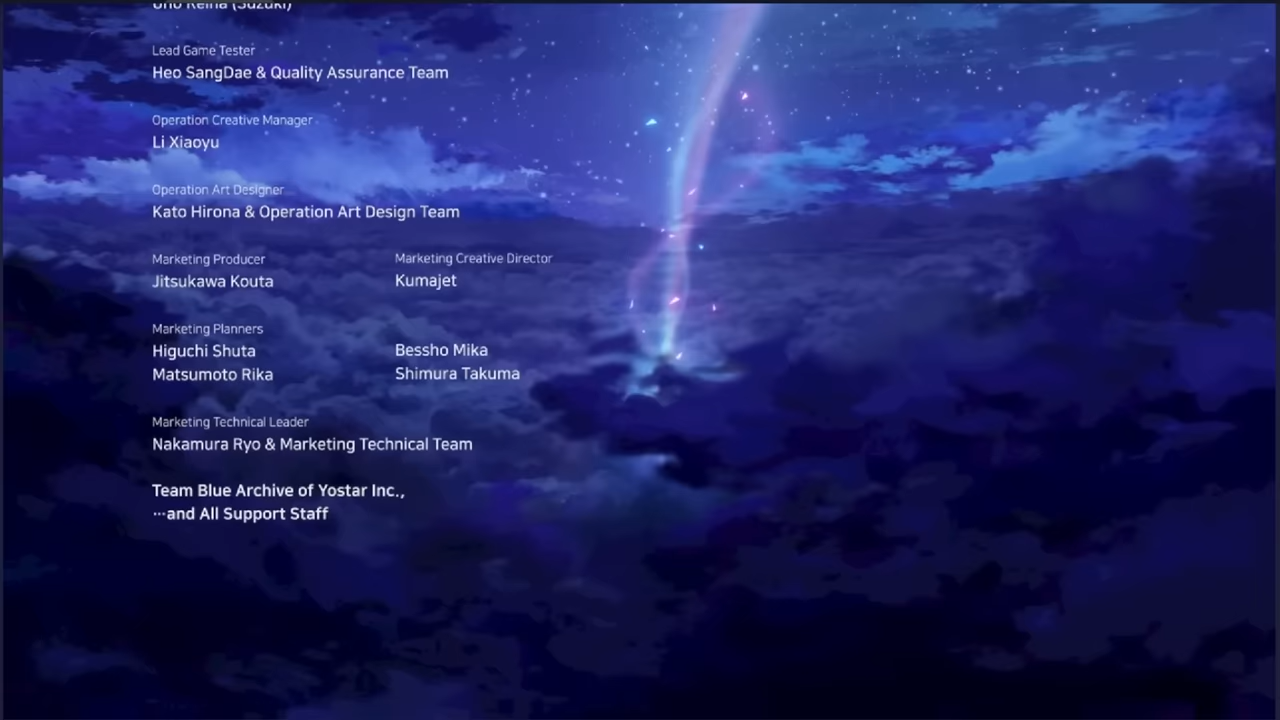 Uno Reina (Suzuki)
Lead Game Tester
Heo SangDae & Quality Assurance Team
Operation Creative Manager
Li Xiaoyu
Operation Art Designer
Kato Hirona & Operation Art Design Team
Marketing Producer
Jitsukawa Kouta
Marketing Creative Director
Kumajet
Marketing Planners
Higuchi Shuta
Bessho Mika
Matsumoto Rika
Shimura Takuma
Marketing Technical Leader
Nakamura Ryo & Marketing Technical Team
Team Blue Archive of Yostar Inc.,
…and All Support Staff